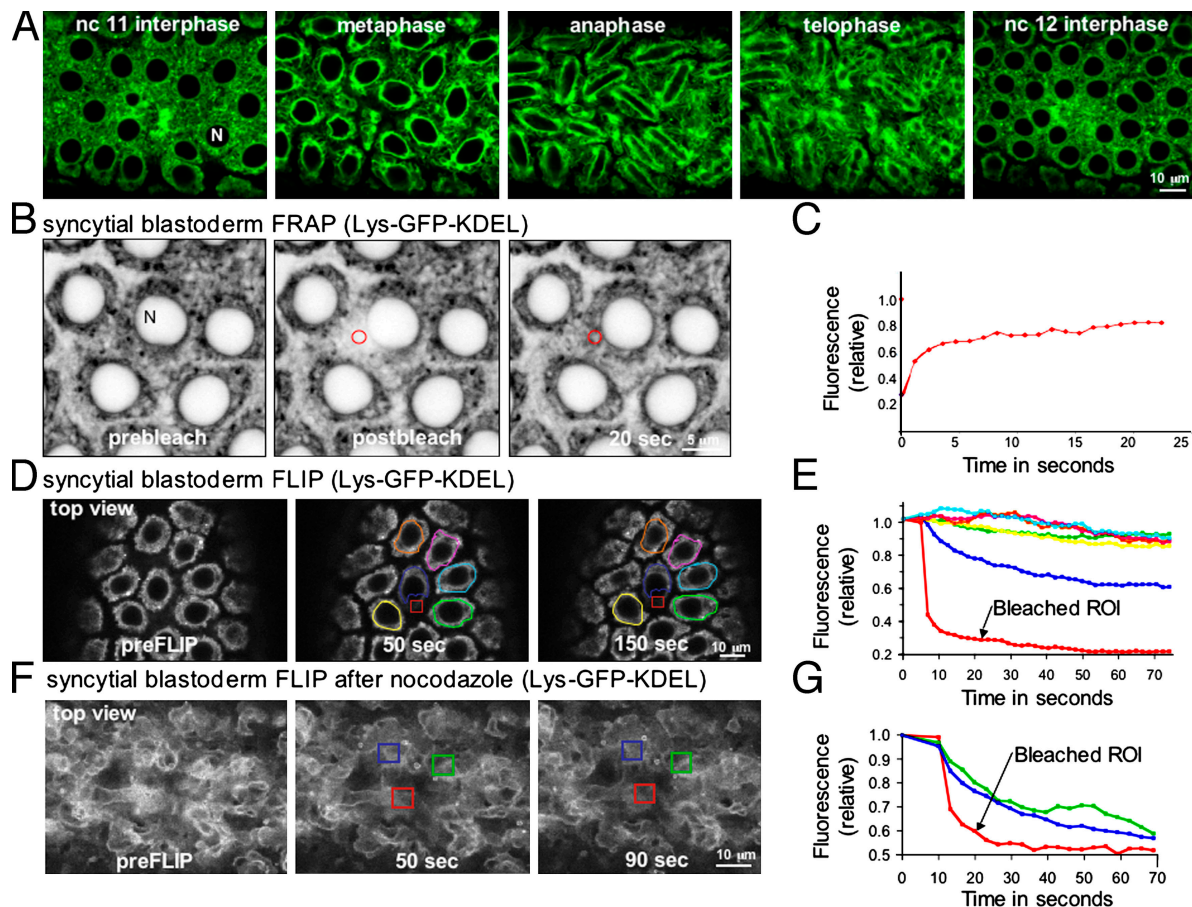 A
nc 11 interphase
metaphase
anaphase
telophase
nc 12 interphase
N
10 µm
B syncytial blastoderm FRAP (Lys-GFP-KDEL)
N
prebleach
postbleach
20 sec
5 µm
C
Fluorescence
(relative)
1.0
0.8
0.6
0.4
0.2
0 5 10 15 20 25
Time in seconds
D syncytial blastoderm FLIP (Lys-GFP-KDEL)
top view
preFLIP
50 sec
150 sec
10 µm
E
Fluorescence
(relative)
1.0
0.8
0.6
0.4
0.2
Bleached ROI
0 10 20 30 40 50 60 70
Time in seconds
F syncytial blastoderm FLIP after nocodazole (Lys-GFP-KDEL)
top view
preFLIP
50 sec
90 sec
10 µm
G
Fluorescence
(relative)
1.0
0.9
0.8
0.7
0.6
0.5
Bleached ROI
0 10 20 30 40 50 60 70
Time in seconds